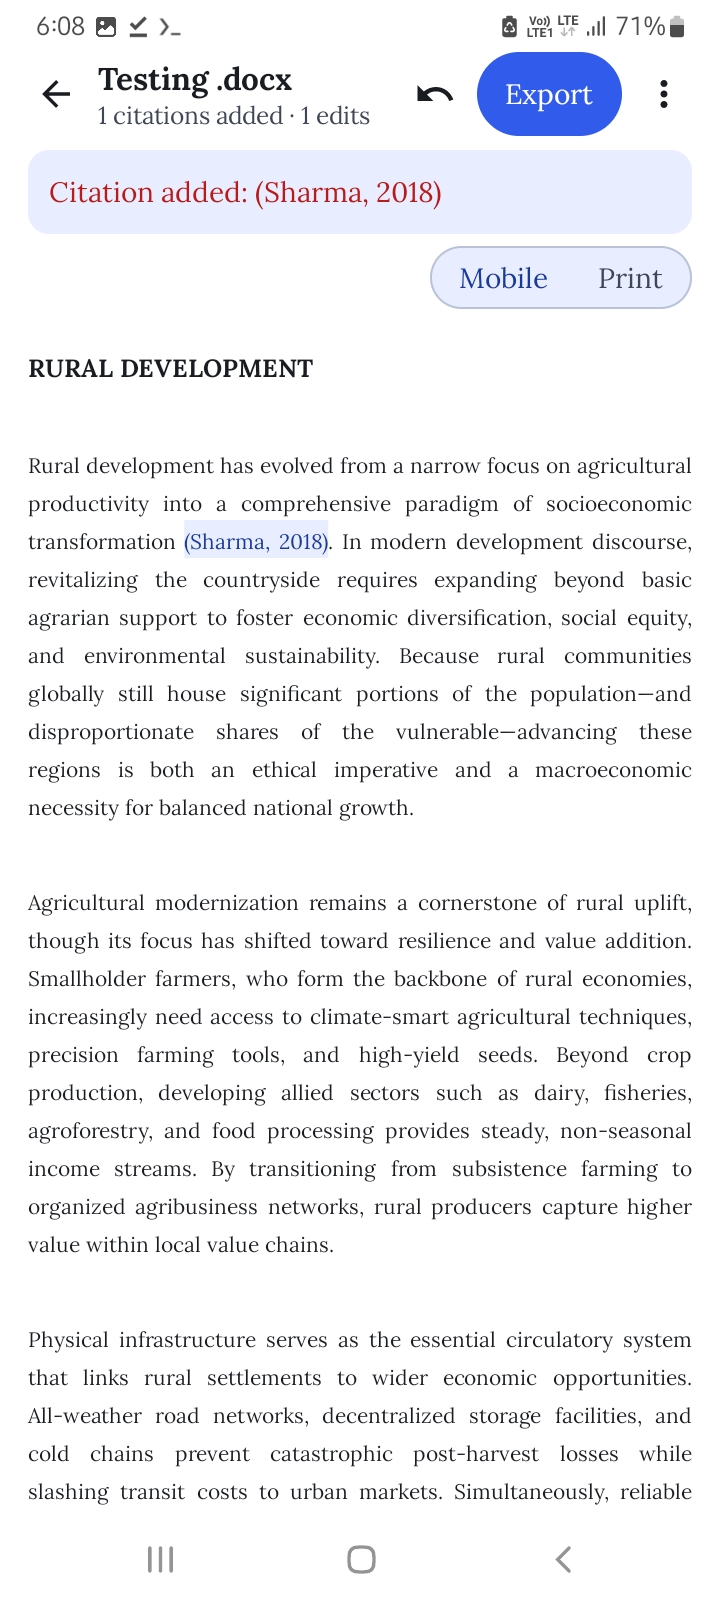 6:08
Vo)) LTE
LTE1
71%
Testing .docx
1 citations added · 1 edits
Export
Citation added: (Sharma, 2018)
Mobile Print
RURAL DEVELOPMENT
Rural development has evolved from a narrow focus on agricultural
productivity into a comprehensive paradigm of socioeconomic
transformation (Sharma, 2018). In modern development discourse,
revitalizing the countryside requires expanding beyond basic
agrarian support to foster economic diversification, social equity,
and environmental sustainability. Because rural communities
globally still house significant portions of the population—and
disproportionate shares of the vulnerable—advancing these
regions is both an ethical imperative and a macroeconomic
necessity for balanced national growth.
Agricultural modernization remains a cornerstone of rural uplift,
though its focus has shifted toward resilience and value addition.
Smallholder farmers, who form the backbone of rural economies,
increasingly need access to climate-smart agricultural techniques,
precision farming tools, and high-yield seeds. Beyond crop
production, developing allied sectors such as dairy, fisheries,
agroforestry, and food processing provides steady, non-seasonal
income streams. By transitioning from subsistence farming to
organized agribusiness networks, rural producers capture higher
value within local value chains.
Physical infrastructure serves as the essential circulatory system
that links rural settlements to wider economic opportunities.
All-weather road networks, decentralized storage facilities, and
cold chains prevent catastrophic post-harvest losses while
slashing transit costs to urban markets. Simultaneously, reliable